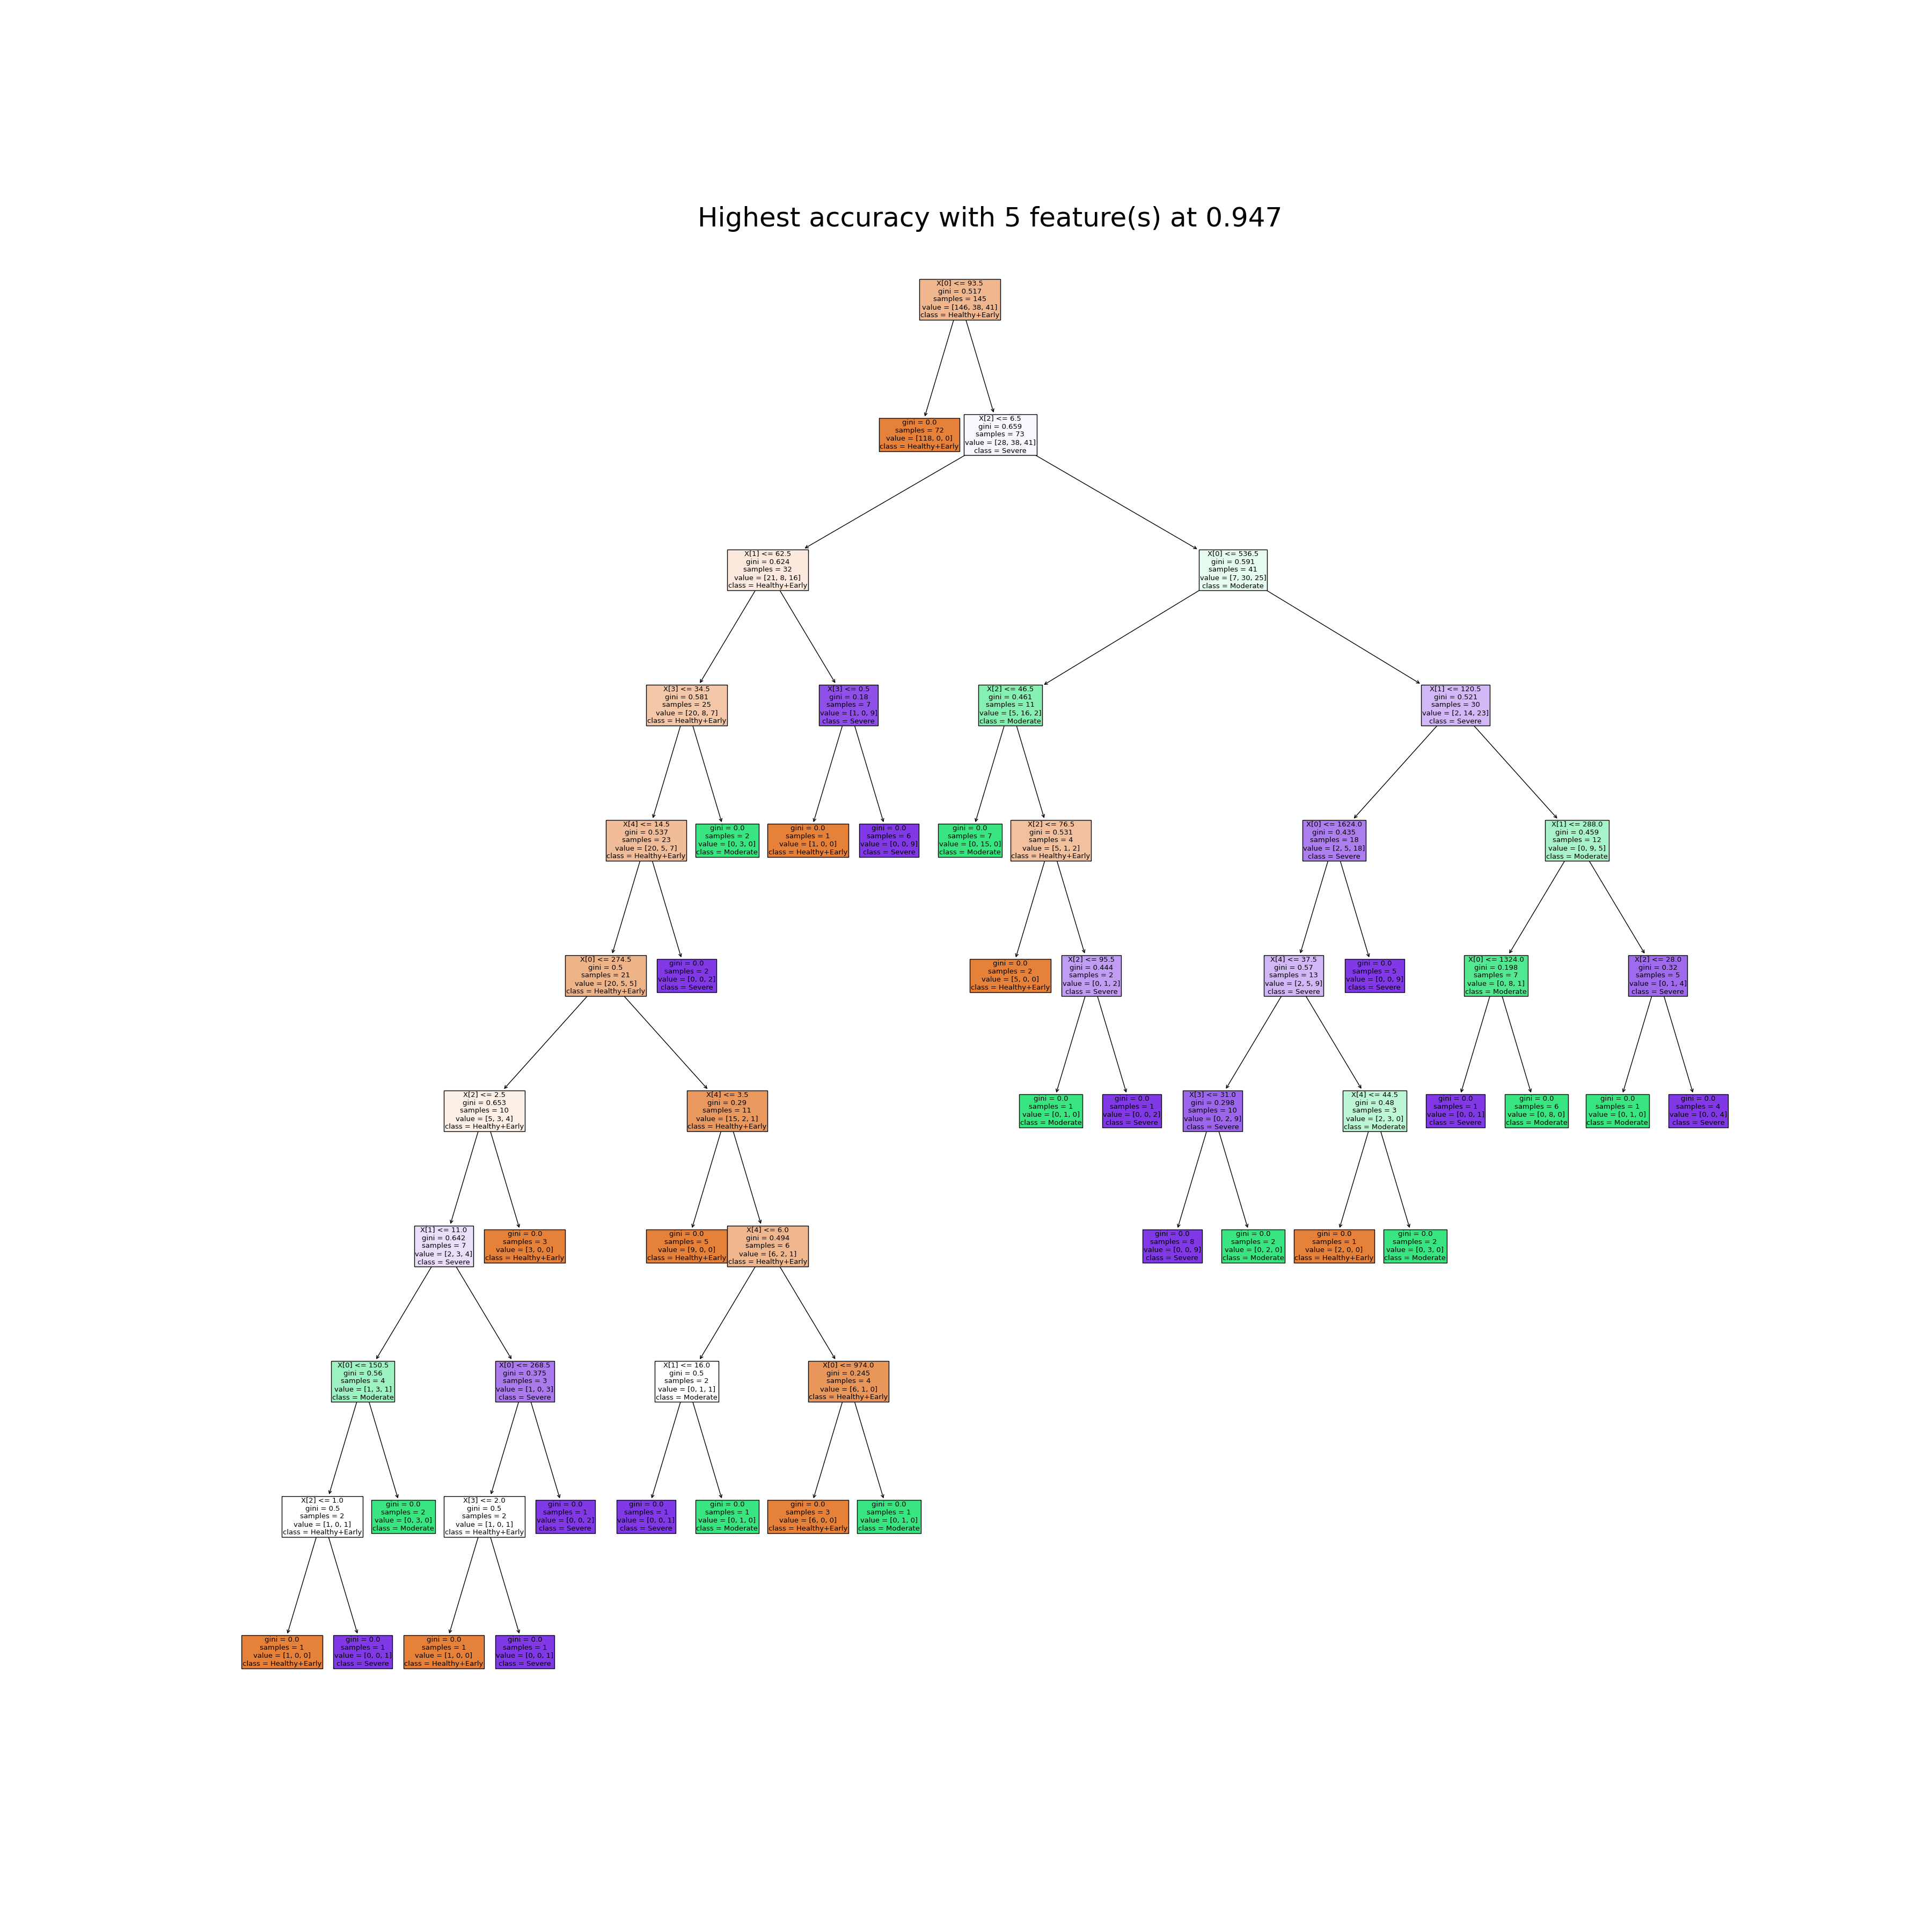 Highest accuracy with 5 feature(s) at 0.947
X[0] <= 93.5
gini = 0.517
samples = 145
value = [146, 38, 41]
class = Healthy+Early
gini = 0.0
samples = 72
value = [118, 0, 0]
class = Healthy+Early
X[2] <= 6.5
gini = 0.659
samples = 73
value = [28, 38, 41]
class = Severe
X[1] <= 62.5
gini = 0.624
samples = 32
value = [21, 8, 16]
class = Healthy+Early
X[0] <= 536.5
gini = 0.591
samples = 41
value = [7, 30, 25]
class = Moderate
X[3] <= 34.5
gini = 0.581
samples = 25
value = [20, 8, 7]
class = Healthy+Early
X[3] <= 0.5
gini = 0.18
samples = 7
value = [1, 0, 9]
class = Severe
X[2] <= 46.5
gini = 0.461
samples = 11
value = [5, 16, 2]
class = Moderate
X[1] <= 120.5
gini = 0.521
samples = 30
value = [2, 14, 23]
class = Severe
X[4] <= 14.5
gini = 0.537
samples = 23
value = [20, 5, 7]
class = Healthy+Early
gini = 0.0
samples = 2
value = [0, 3, 0]
class = Moderate
gini = 0.0
samples = 1
value = [1, 0, 0]
class = Healthy+Early
gini = 0.0
samples = 6
value = [0, 0, 9]
class = Severe
gini = 0.0
samples = 7
value = [0, 15, 0]
class = Moderate
X[2] <= 76.5
gini = 0.531
samples = 4
value = [5, 1, 2]
class = Healthy+Early
X[0] <= 1624.0
gini = 0.435
samples = 18
value = [2, 5, 18]
class = Severe
X[1] <= 288.0
gini = 0.459
samples = 12
value = [0, 9, 5]
class = Moderate
X[0] <= 274.5
gini = 0.5
samples = 21
value = [20, 5, 5]
class = Healthy+Early
gini = 0.0
samples = 2
value = [0, 0, 2]
class = Severe
gini = 0.0
samples = 2
value = [5, 0, 0]
class = Healthy+Early
X[2] <= 95.5
gini = 0.444
samples = 2
value = [0, 1, 2]
class = Severe
X[4] <= 37.5
gini = 0.57
samples = 13
value = [2, 5, 9]
class = Severe
gini = 0.0
samples = 5
value = [0, 0, 9]
class = Severe
X[0] <= 1324.0
gini = 0.198
samples = 7
value = [0, 8, 1]
class = Moderate
X[2] <= 28.0
gini = 0.32
samples = 5
value = [0, 1, 4]
class = Severe
X[2] <= 2.5
gini = 0.653
samples = 10
value = [5, 3, 4]
class = Healthy+Early
X[4] <= 3.5
gini = 0.29
samples = 11
value = [15, 2, 1]
class = Healthy+Early
gini = 0.0
samples = 1
value = [0, 1, 0]
class = Moderate
gini = 0.0
samples = 1
value = [0, 0, 2]
class = Severe
X[3] <= 31.0
gini = 0.298
samples = 10
value = [0, 2, 9]
class = Severe
X[4] <= 44.5
gini = 0.48
samples = 3
value = [2, 3, 0]
class = Moderate
gini = 0.0
samples = 1
value = [0, 0, 1]
class = Severe
gini = 0.0
samples = 6
value = [0, 8, 0]
class = Moderate
gini = 0.0
samples = 1
value = [0, 1, 0]
class = Moderate
gini = 0.0
samples = 4
value = [0, 0, 4]
class = Severe
X[1] <= 11.0
gini = 0.642
samples = 7
value = [2, 3, 4]
class = Severe
gini = 0.0
samples = 3
value = [3, 0, 0]
class = Healthy+Early
gini = 0.0
samples = 5
value = [9, 0, 0]
class = Healthy+Early
X[4] <= 6.0
gini = 0.494
samples = 6
value = [6, 2, 1]
class = Healthy+Early
gini = 0.0
samples = 8
value = [0, 0, 9]
class = Severe
gini = 0.0
samples = 2
value = [0, 2, 0]
class = Moderate
gini = 0.0
samples = 1
value = [2, 0, 0]
class = Healthy+Early
gini = 0.0
samples = 2
value = [0, 3, 0]
class = Moderate
X[0] <= 150.5
gini = 0.56
samples = 4
value = [1, 3, 1]
class = Moderate
X[0] <= 268.5
gini = 0.375
samples = 3
value = [1, 0, 3]
class = Severe
X[1] <= 16.0
gini = 0.5
samples = 2
value = [0, 1, 1]
class = Moderate
X[0] <= 974.0
gini = 0.245
samples = 4
value = [6, 1, 0]
class = Healthy+Early
X[2] <= 1.0
gini = 0.5
samples = 2
value = [1, 0, 1]
class = Healthy+Early
gini = 0.0
samples = 2
value = [0, 3, 0]
class = Moderate
X[3] <= 2.0
gini = 0.5
samples = 2
value = [1, 0, 1]
class = Healthy+Early
gini = 0.0
samples = 1
value = [0, 0, 2]
class = Severe
gini = 0.0
samples = 1
value = [0, 0, 1]
class = Severe
gini = 0.0
samples = 1
value = [0, 1, 0]
class = Moderate
gini = 0.0
samples = 3
value = [6, 0, 0]
class = Healthy+Early
gini = 0.0
samples = 1
value = [0, 1, 0]
class = Moderate
gini = 0.0
samples = 1
value = [1, 0, 0]
class = Healthy+Early
gini = 0.0
samples = 1
value = [0, 0, 1]
class = Severe
gini = 0.0
samples = 1
value = [1, 0, 0]
class = Healthy+Early
gini = 0.0
samples = 1
value = [0, 0, 1]
class = Severe